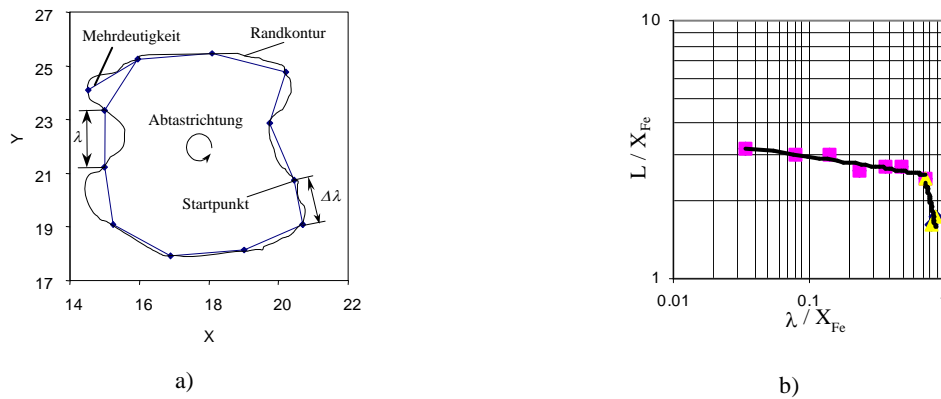 27
25
23
21
19
17
Y
14 16 18 20 22
X
Mehrdeutigkeit
Randkontur
λ
Abtastrichtung
Startpunkt
Δλ
a)
10
1
L / X_Fe
0.01 0.1 1
λ / X_Fe
b)